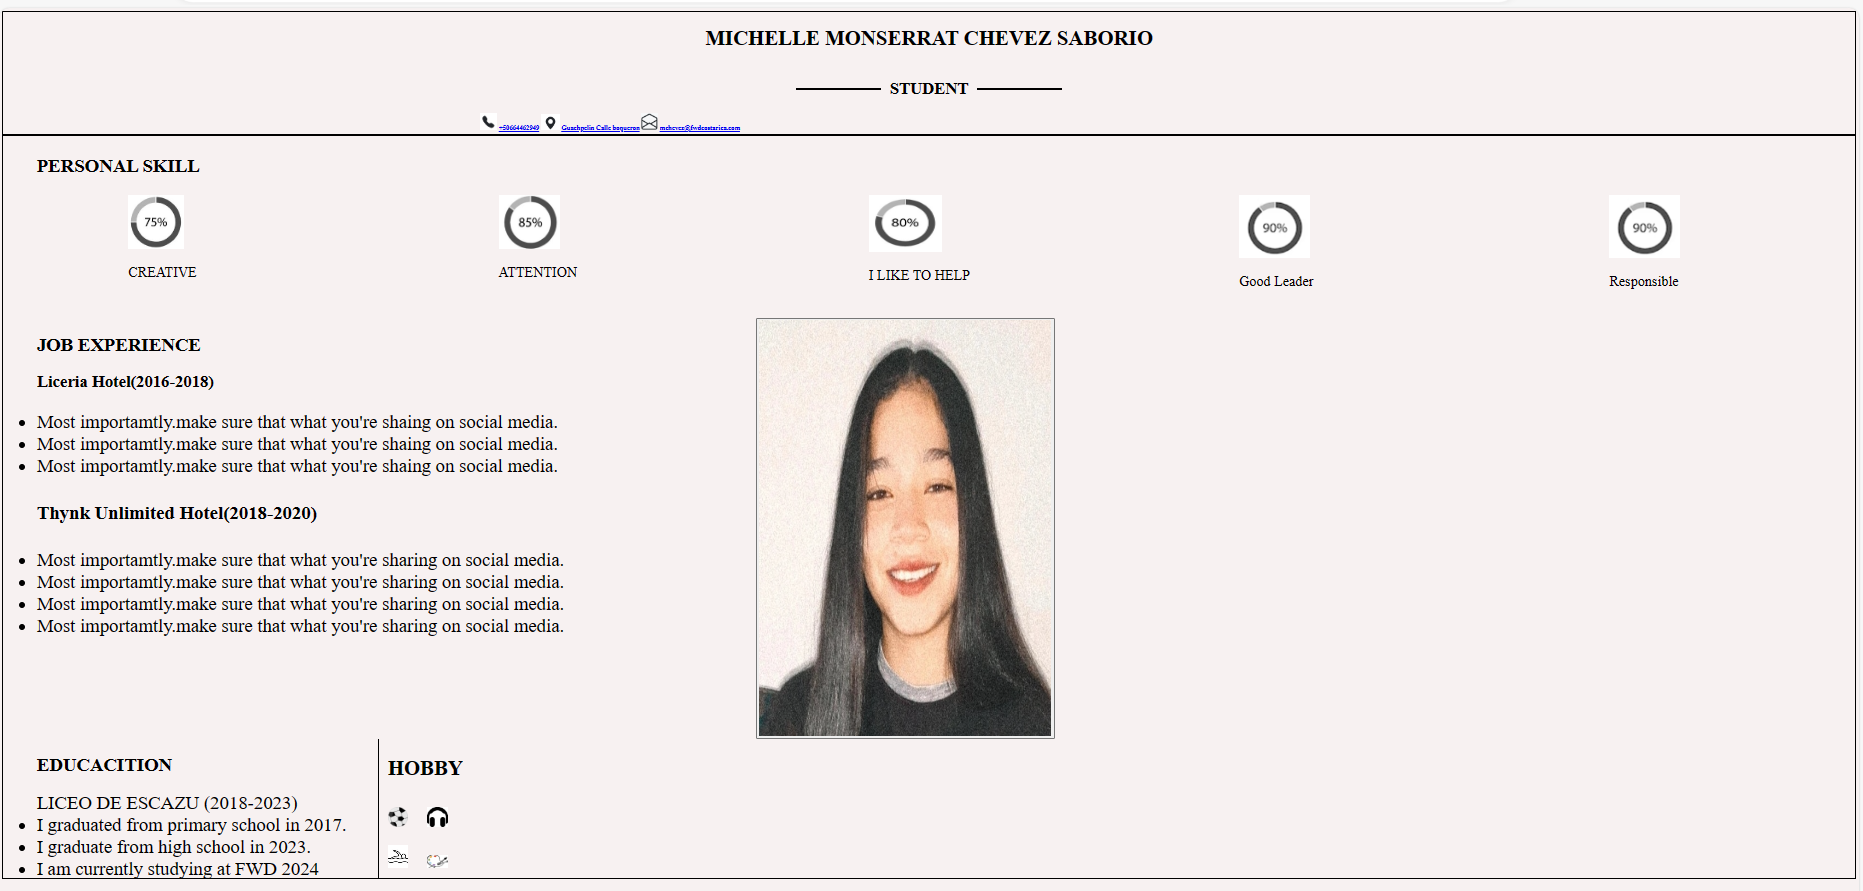 MICHELLE MONSERRAT CHEVEZ SABORIO
STUDENT
+50664462949 Guachpelin Calle boqueron mchevez@fwdcostarica.com
PERSONAL SKILL
75% 85% 80% 90% 90%
CREATIVE ATTENTION I LIKE TO HELP Good Leader Responsible
JOB EXPERIENCE
Liceria Hotel(2016-2018)
Most importamtly.make sure that what you're shaing on social media.
Most importamtly.make sure that what you're shaing on social media.
Most importamtly.make sure that what you're shaing on social media.
Thynk Unlimited Hotel(2018-2020)
Most importamtly.make sure that what you're sharing on social media.
Most importamtly.make sure that what you're sharing on social media.
Most importamtly.make sure that what you're sharing on social media.
Most importamtly.make sure that what you're sharing on social media.
EDUCACITION
LICEO DE ESCAZU (2018-2023)
I graduated from primary school in 2017.
I graduate from high school in 2023.
I am currently studying at FWD 2024
HOBBY